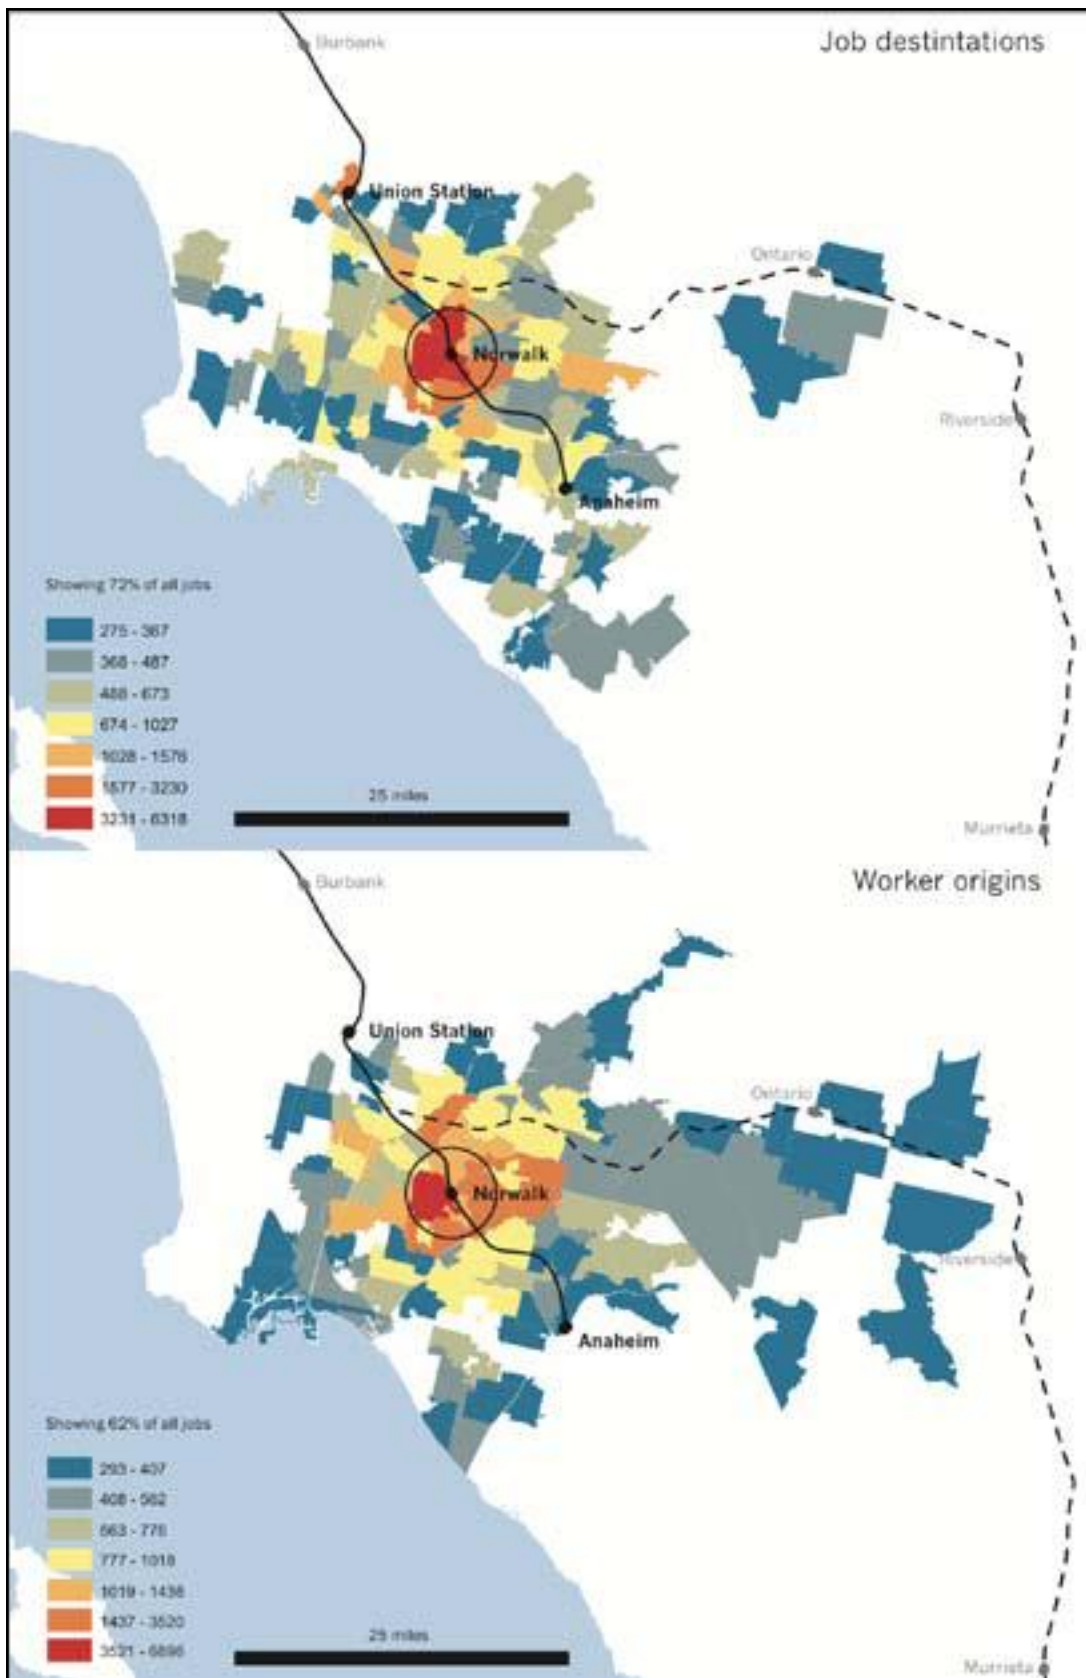 Burbank
Job destintations
Union Station
Ontario
Norwalk
Riverside
Anaheim
Showing 72% of all jobs
275 - 367
368 - 487
488 - 673
674 - 1027
1028 - 1576
1577 - 3230
3231 - 6318
25 miles
Murrieta
Burbank
Worker origins
Union Station
Ontario
Norwalk
Riverside
Anaheim
Showing 62% of all jobs
293 - 407
408 - 562
563 - 776
777 - 1018
1019 - 1436
1437 - 3520
25 miles
Murrieta